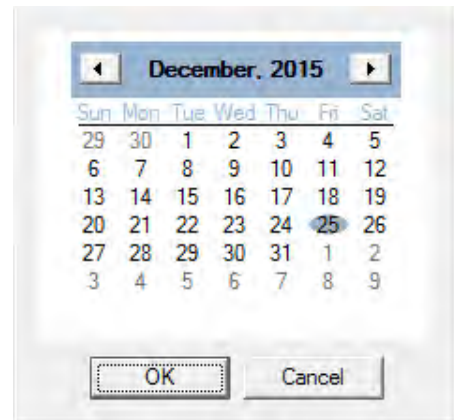 December, 2015
Sun Mon Tue Wed Thu Fri Sat
29 30 1 2 3 4 5
6 7 8 9 10 11 12
13 14 15 16 17 18 19
20 21 22 23 24 25 26
27 28 29 30 31 1 2
3 4 5 6 7 8 9
OK Cancel